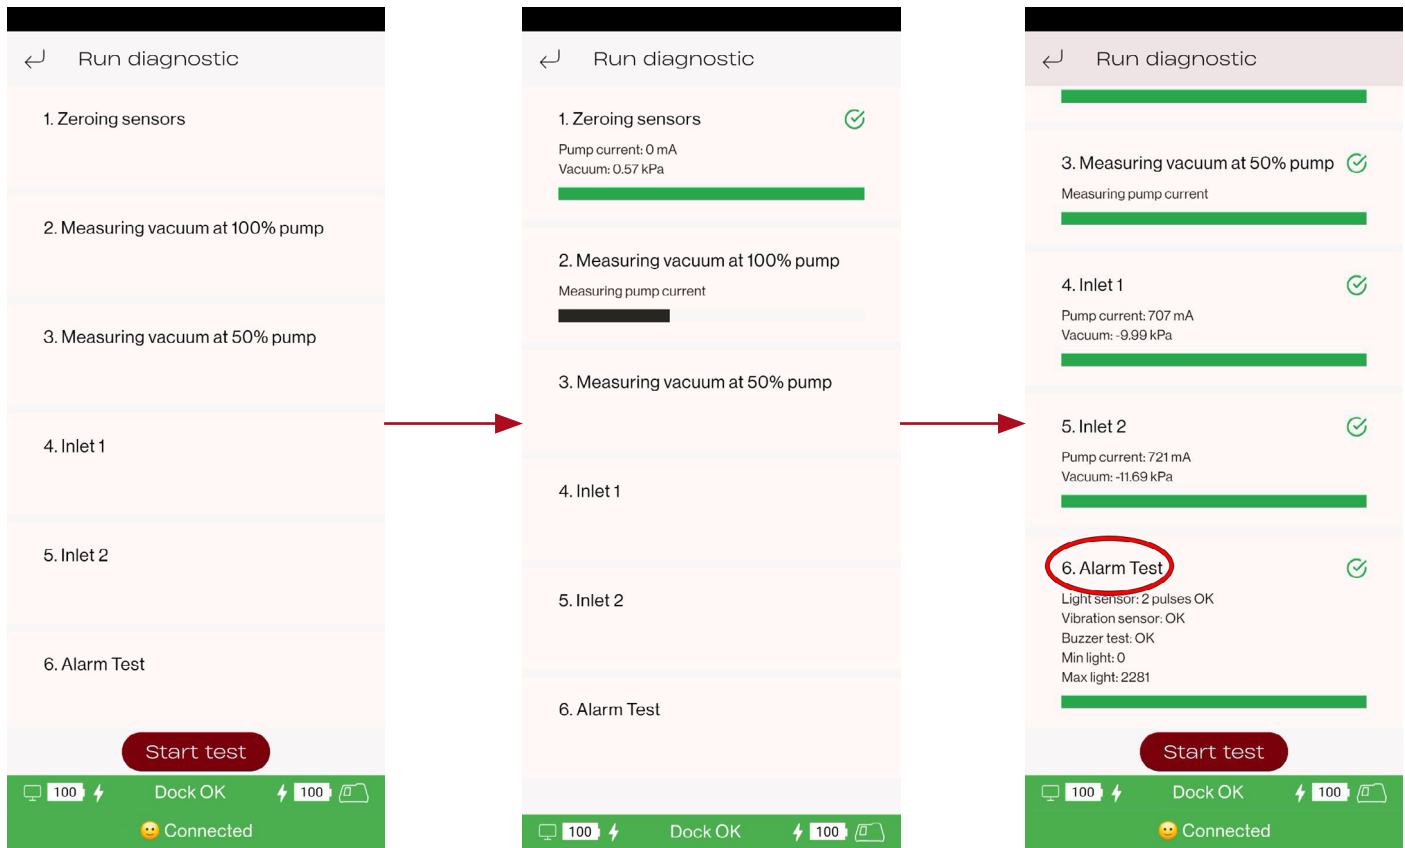 Run diagnostic
1. Zeroing sensors
2. Measuring vacuum at 100% pump
3. Measuring vacuum at 50% pump
4. Inlet 1
5. Inlet 2
6. Alarm Test
Start test
100 Dock OK 100
Connected
Run diagnostic
1. Zeroing sensors
Pump current: 0 mA
Vacuum: 0.57 kPa
2. Measuring vacuum at 100% pump
Measuring pump current
3. Measuring vacuum at 50% pump
4. Inlet 1
5. Inlet 2
6. Alarm Test
100 Dock OK 100
Run diagnostic
3. Measuring vacuum at 50% pump
Measuring pump current
4. Inlet 1
Pump current: 707 mA
Vacuum: -9.99 kPa
5. Inlet 2
Pump current: 721 mA
Vacuum: -11.69 kPa
6. Alarm Test
Light sensor: 2 pulses OK
Vibration sensor: OK
Buzzer test: OK
Min light: 0
Max light: 2281
Start test
100 Dock OK 100
Connected